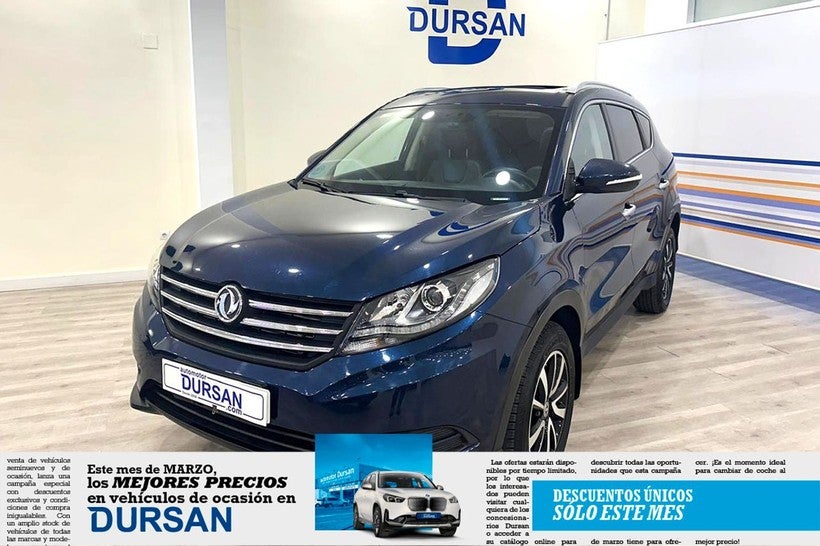 DURSAN
automotor
DURSAN
.com
venta de vehículos
seminuevos y de
ocasión, lanza una
campaña especial
con descuentos
exclusivos y condi-
ciones de compra
inigualables. Con
un amplio stock de
vehículos de todas
las marcas y mode-
Este mes de MARZO,
los MEJORES PRECIOS
en vehículos de ocasión en
DURSAN
automotor Dursan
Las ofertas estarán dispo-
nibles por tiempo limitado,
por lo que
los interesa-
dos pueden
visitar cual-
quiera de los
concesiona-
rios Dursan
o acceder a
su catálogo online para
descubrir todas las oportu-
nidades que esta campaña
cer. ¡Es el momento ideal
para cambiar de coche al
DESCUENTOS ÚNICOS
SÓLO ESTE MES
de marzo tiene para ofre-
mejor precio!